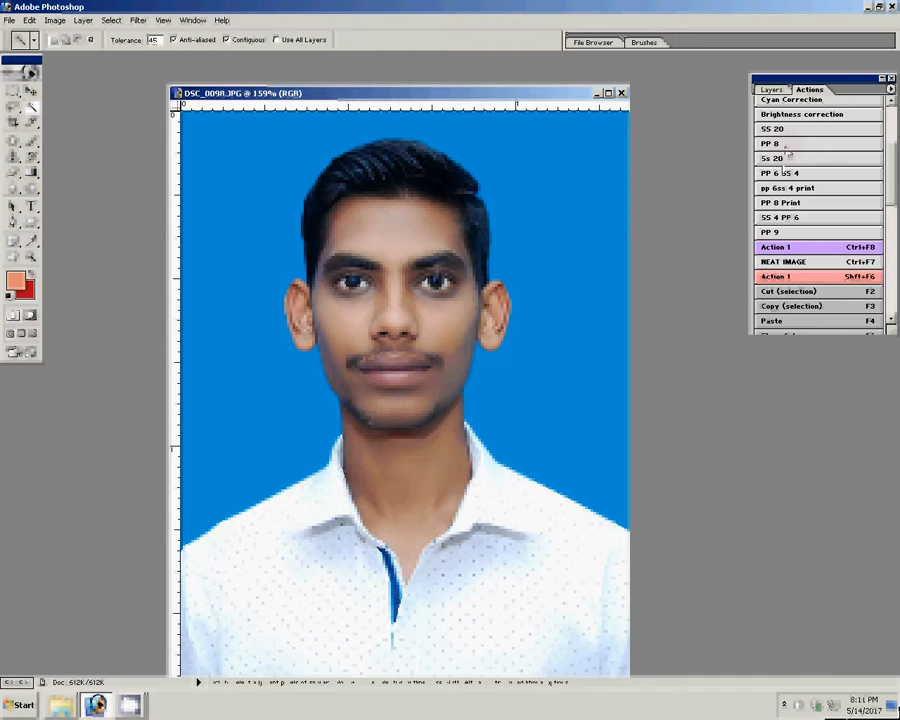 Adobe Photoshop
File Edit Image Layer Select Filter View Window Help
Tolerance: 45 Anti-aliased Contiguous Use All Layers File Browser Brushes
DSC_0098.JPG @ 159% (RGB)
Layers Actions
Cyan Correction
Brightness correction
SS 20
PP 8
Ss 20
PP 6 SS 4
pp 6ss 4 print
PP 8 Print
SS 4 PP 6
PP 9
Action 1 Ctrl+F8
NEAT IMAGE Ctrl+F7
Action 1 Shft+F6
Cut (selection) F2
Copy (selection) F3
Paste F4
Doc: 612K/612K
Start 8:11 PM
5/14/2017